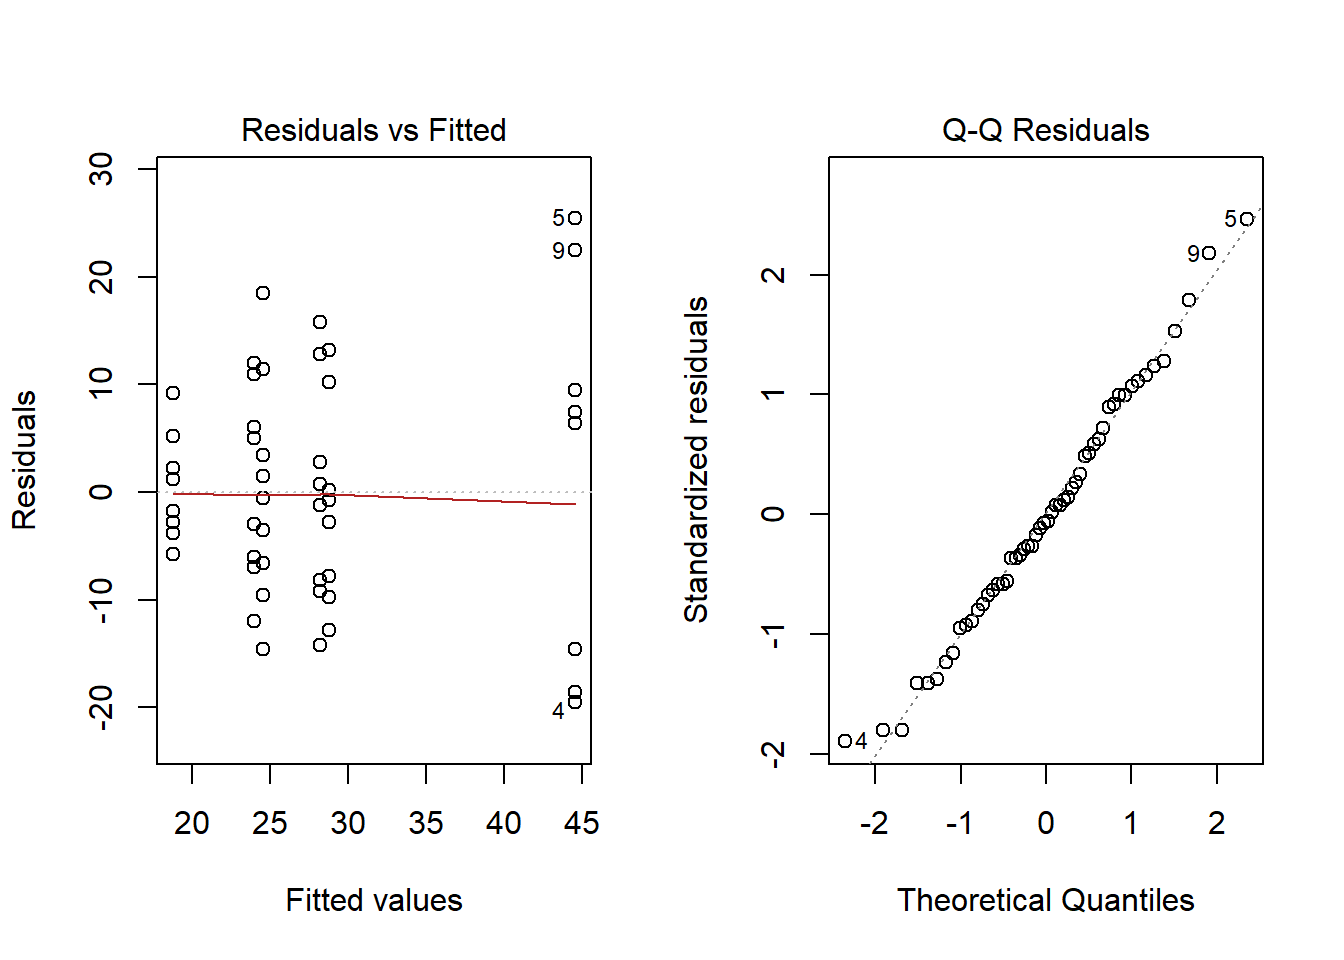 Residuals vs Fitted
Residuals
30
20
10
0
-10
-20
5
9
4
20 25 30 35 40 45
Fitted values
Q-Q Residuals
Standardized residuals
2
1
0
-1
-2
5
9
4
-2 -1 0 1 2
Theoretical Quantiles